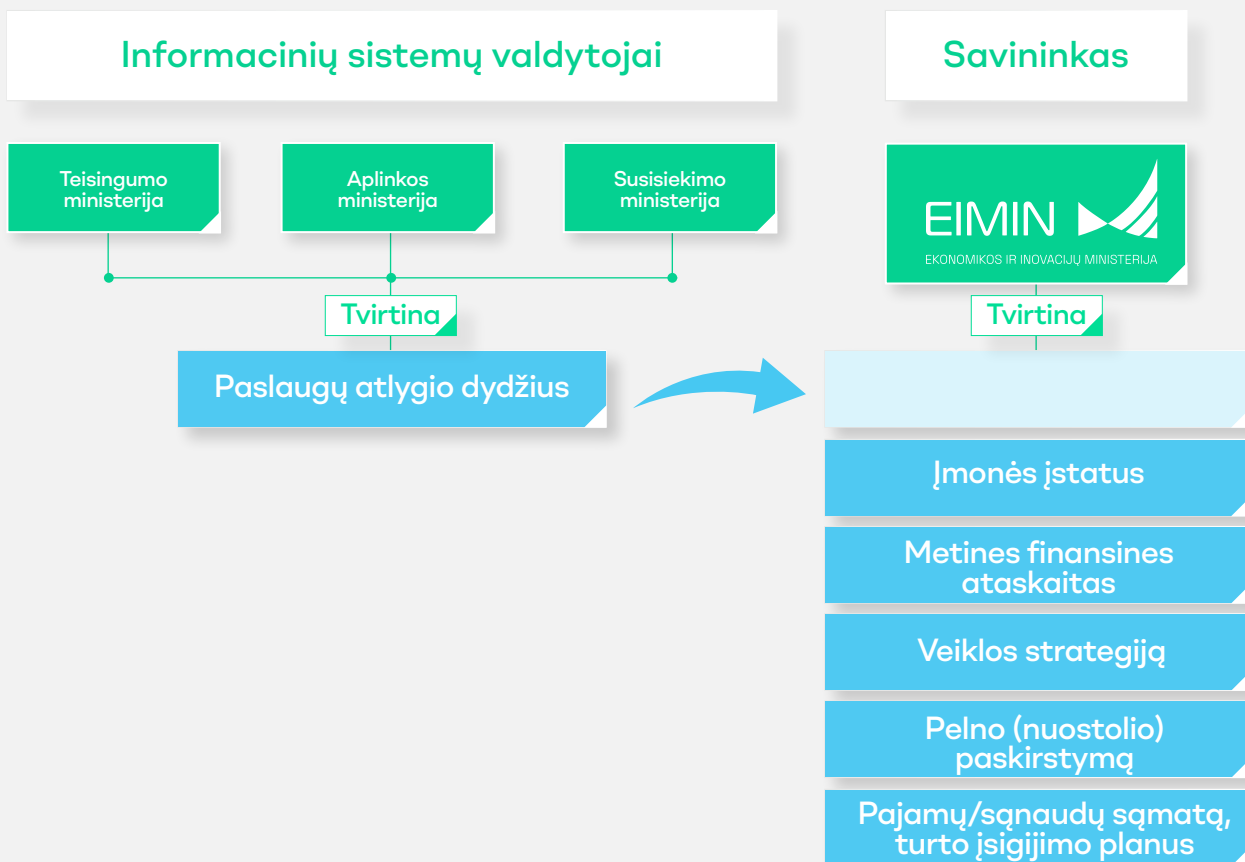 Informacinių sistemų valdytojai
Savininkas
Teisingumo
ministerija
Aplinkos
ministerija
Susisiekimo
ministerija
EIMIN
EKONOMIKOS IR INOVACIJŲ MINISTERIJA
Tvirtina
Tvirtina
Paslaugų atlygio dydžius
Įmonės įstatus
Metines finansines
ataskaitas
Veiklos strategiją
Pelno (nuostolio)
paskirstymą
Pajamų/sąnaudų sąmatą,
turto įsigijimo planus